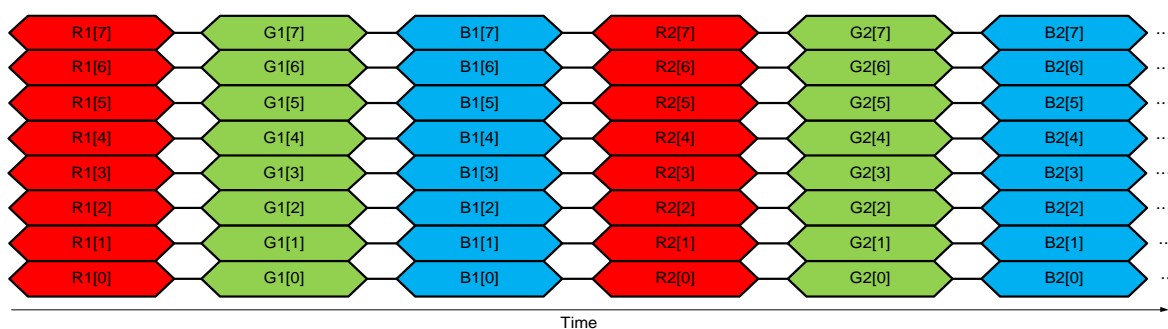 R1[7] G1[7] B1[7] R2[7] G2[7] B2[7] ...
R1[6] G1[6] B1[6] R2[6] G2[6] B2[6] ...
R1[5] G1[5] B1[5] R2[5] G2[5] B2[5] ...
R1[4] G1[4] B1[4] R2[4] G2[4] B2[4] ...
R1[3] G1[3] B1[3] R2[3] G2[3] B2[3] ...
R1[2] G1[2] B1[2] R2[2] G2[2] B2[2] ...
R1[1] G1[1] B1[1] R2[1] G2[1] B2[1] ...
R1[0] G1[0] B1[0] R2[0] G2[0] B2[0] ...
Time